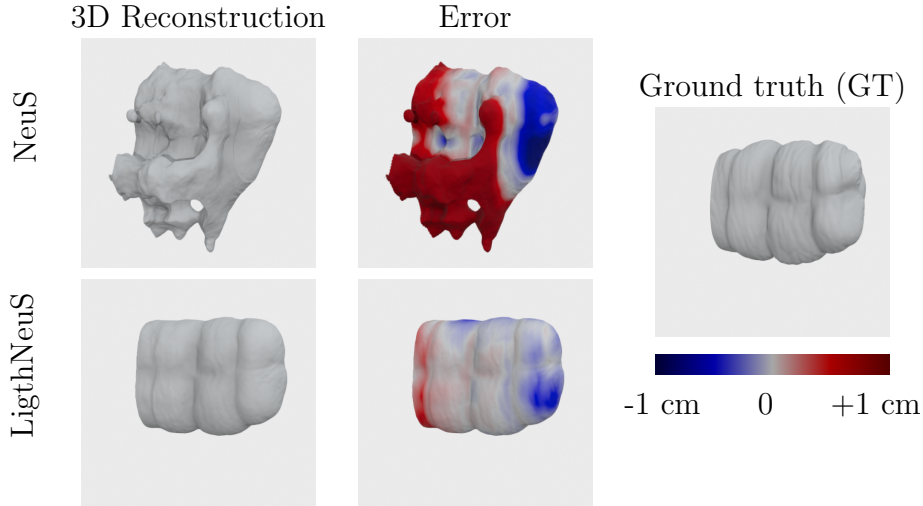 3D Reconstruction
Error
NeuS
Ground truth (GT)
LigthNeuS
-1 cm
0
+1 cm